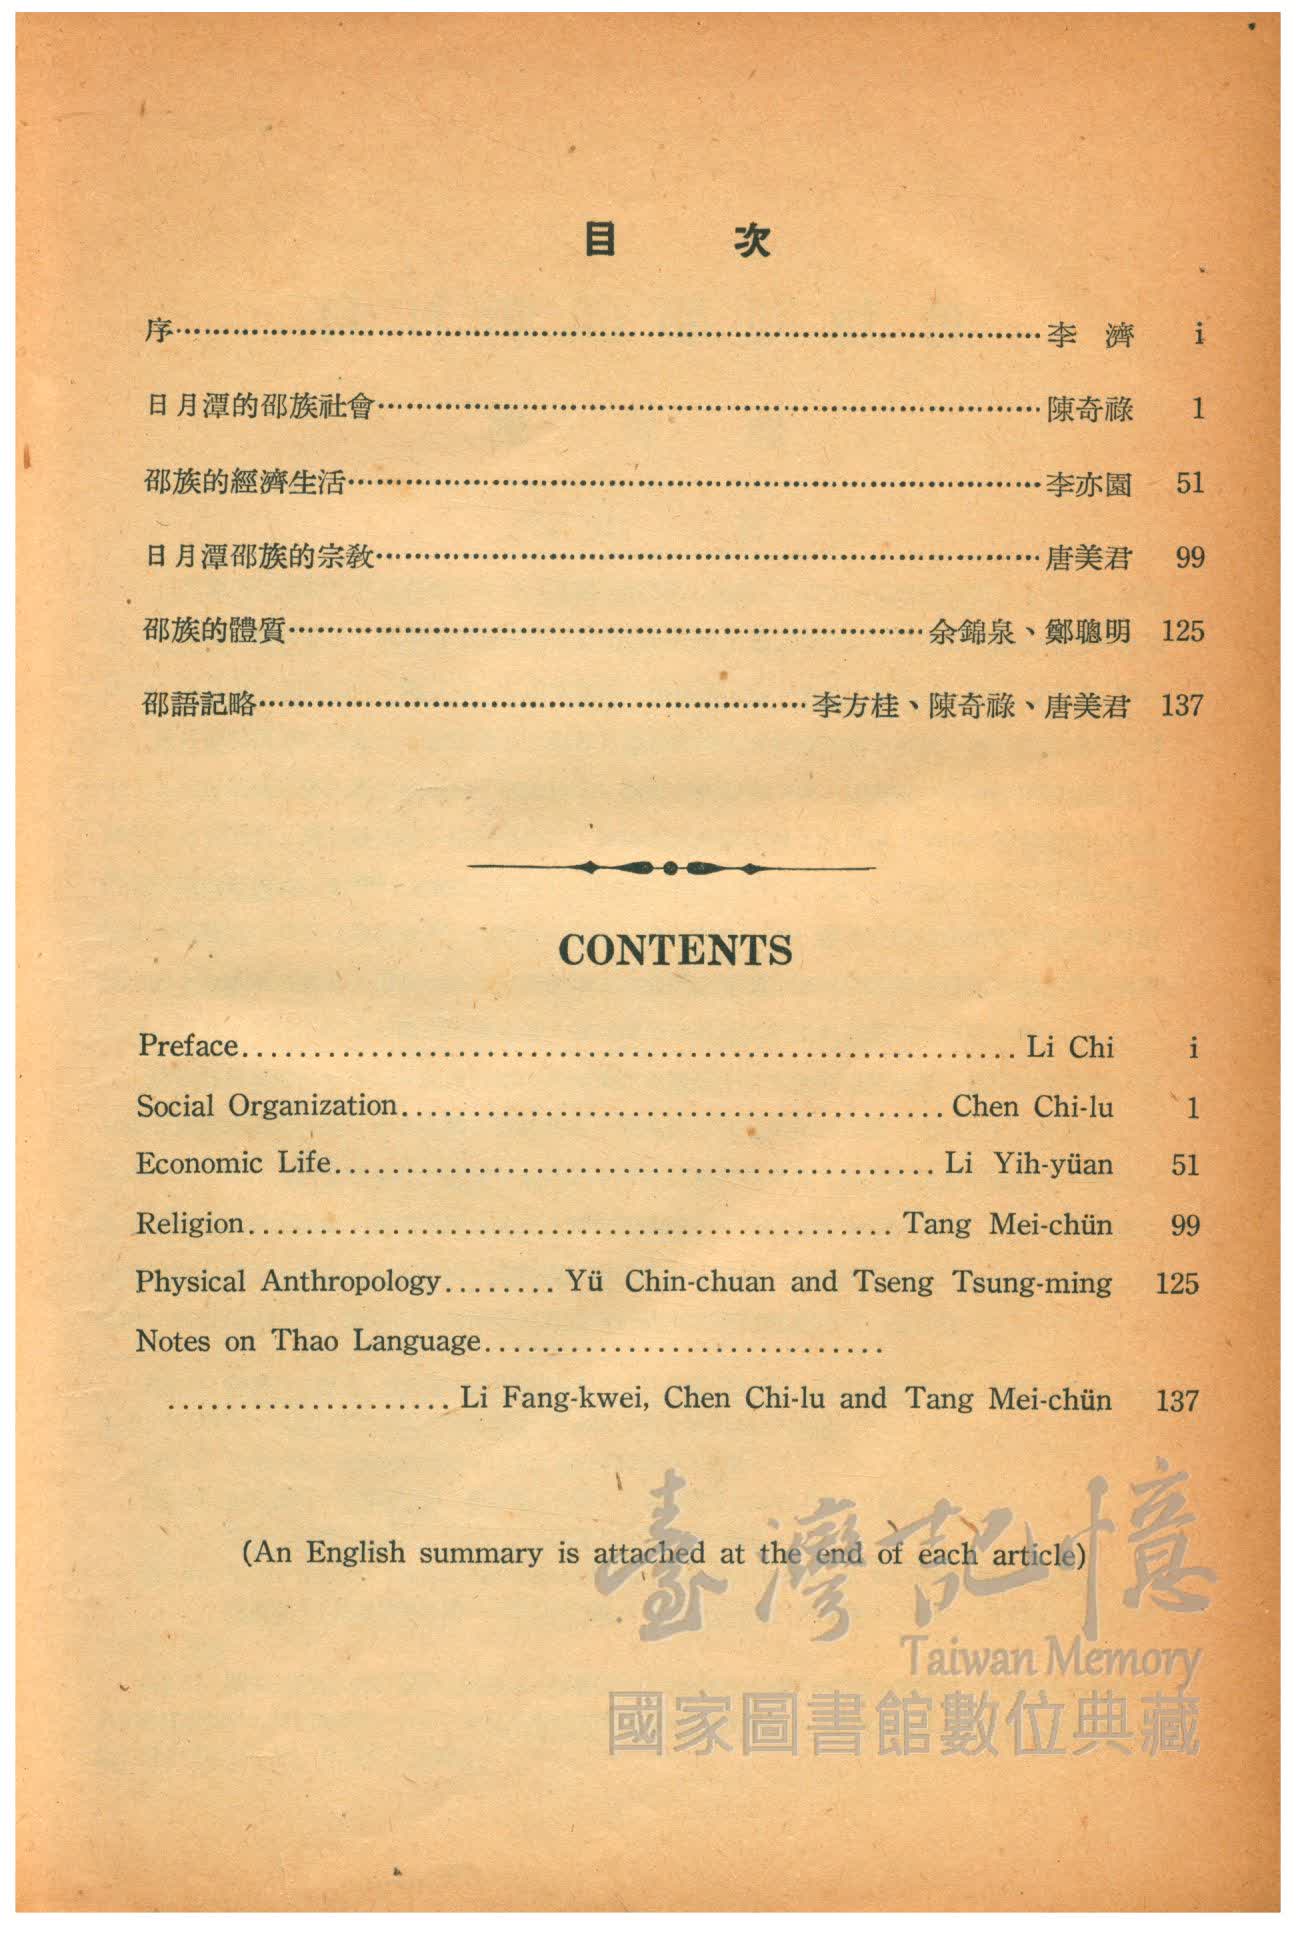 目 次
序……李 濟 i
日月潭的邵族社會……陳奇祿 1
邵族的經濟生活……李亦園 51
日月潭邵族的宗教……唐美君 99
邵族的體質……余錦泉、鄭聰明 125
邵語記略……李方桂、陳奇祿、唐美君 137
CONTENTS
Preface...... Li Chi i
Social Organization...... Chen Chi-lu 1
Economic Life...... Li Yih-yüan 51
Religion...... Tang Mei-chün 99
Physical Anthropology........ Yü Chin-chuan and Tseng Tsung-ming 125
Notes on Thao Language......
...... Li Fang-kwei, Chen Chi-lu and Tang Mei-chün 137
(An English summary is attached at the end of each article)
臺灣記憶
Taiwan Memory
國家圖書館數位典藏